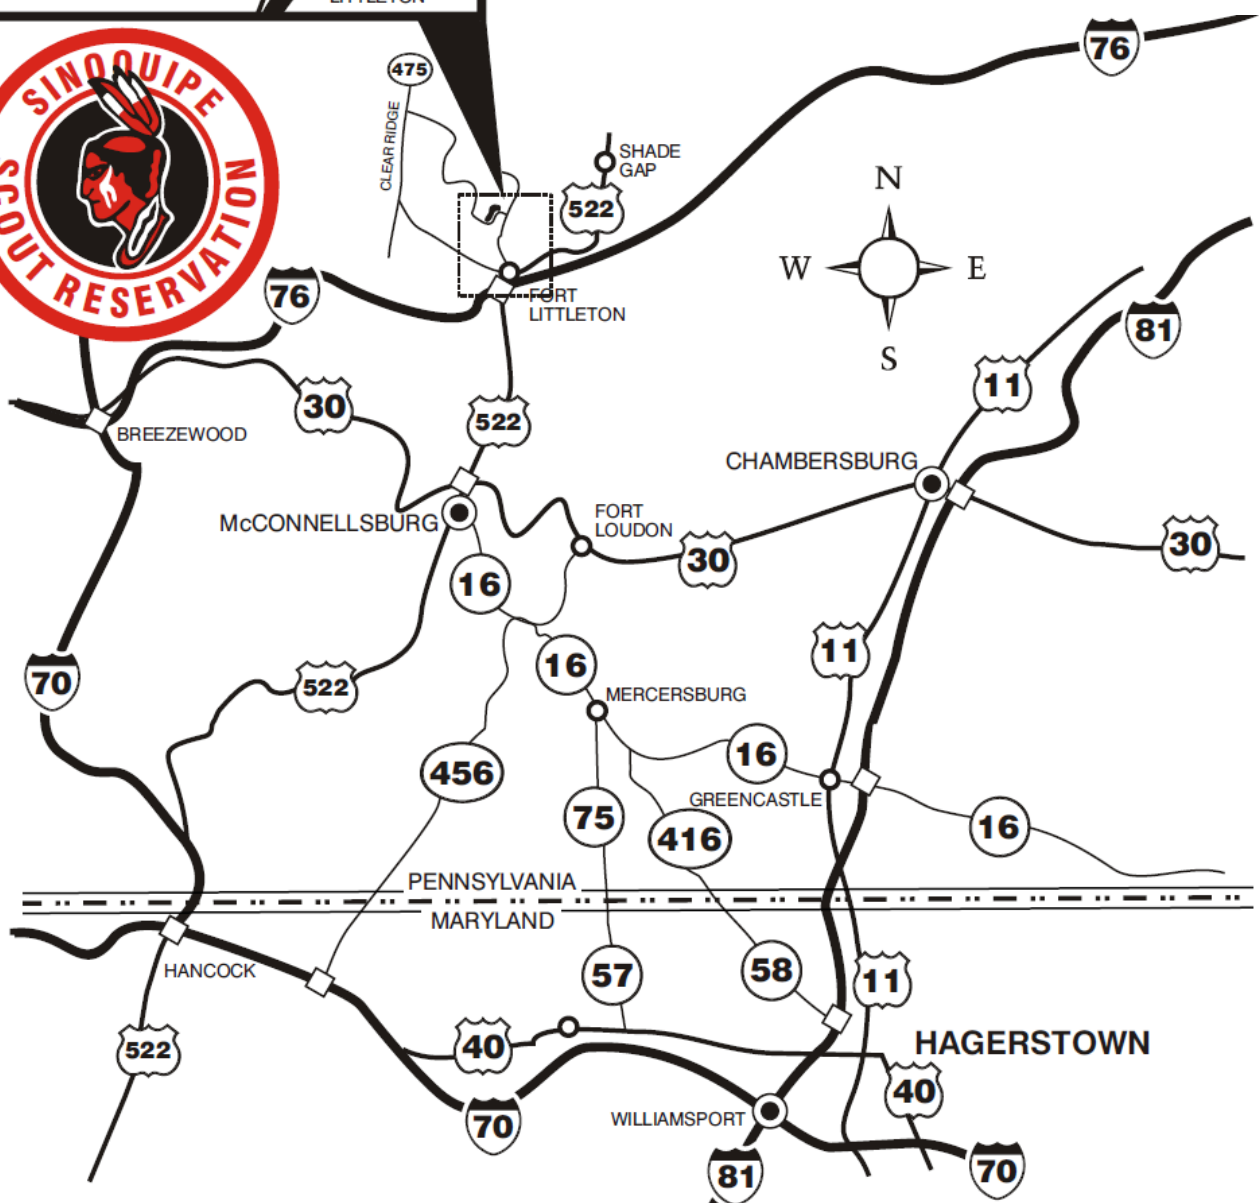 LITTLETON
76
475
SINOQUIPE
SCOUT RESERVATION
CLEAR RIDGE
SHADE
GAP
522
N
W
E
S
76
FORT
LITTLETON
81
11
30
522
BREEZEWOOD
CHAMBERSBURG
McCONNELLSBURG
FORT
LOUDON
30
30
16
11
16
70
522
MERCERSBURG
16
456
GREENCASTLE
75
416
16
PENNSYLVANIA
MARYLAND
HANCOCK
57
58
11
522
40
HAGERSTOWN
40
70
WILLIAMSPORT
81
70